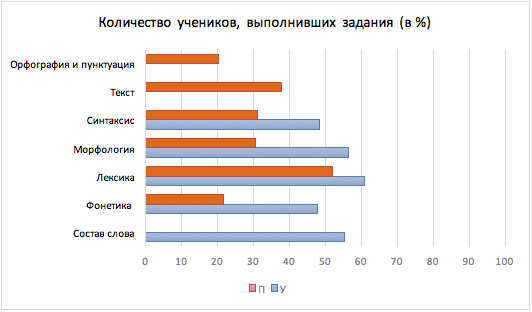 Количество учеников, выполнивших задания (в %)
Орфография и пунктуация
Текст
Синтаксис
Морфология
Лексика
Фонетика
Состав слова
0 10 20 30 40 50 60 70 80 90 100
П У